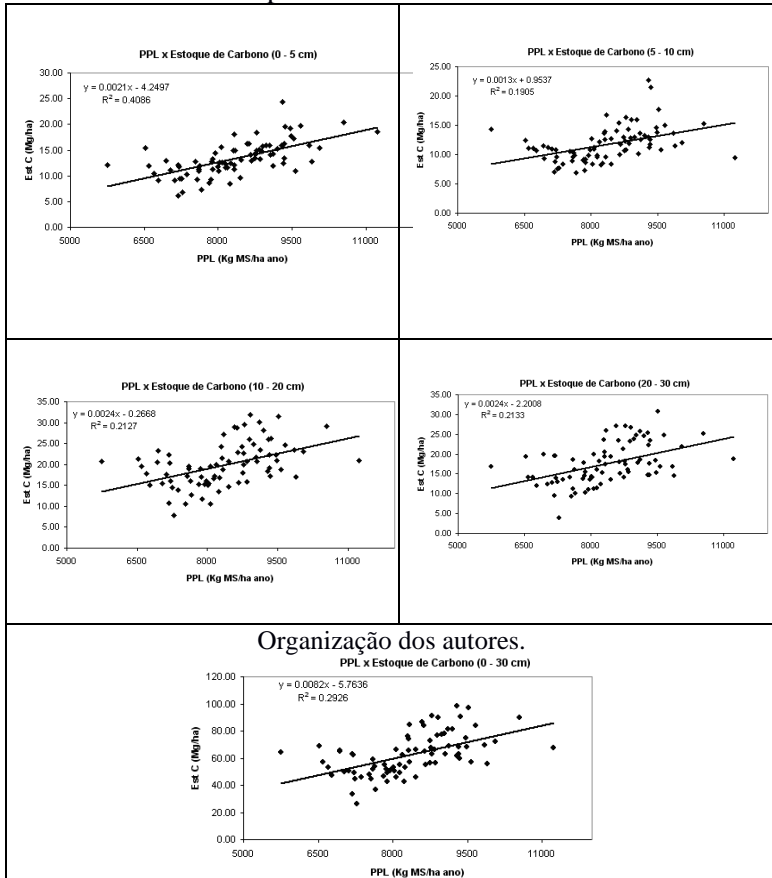 PPL x Estoque de Carbono (0 - 5 cm)
y = 0.0021x - 4.2497
R² = 0.4086
30.00
25.00
20.00
15.00
10.00
5.00
0.00
Est C (Mg/ha)
5000 6500 8000 9500 11000
PPL (Kg MS/ha ano)
PPL x Estoque de Carbono (5 - 10 cm)
y = 0.0013x + 0.9537
R² = 0.1905
25.00
20.00
15.00
10.00
5.00
0.00
Est C (Mg/ha)
5000 6500 8000 9500 11000
PPL (Kg MS/ha ano)
PPL x Estoque de Carbono (10 - 20 cm)
y = 0.0024x - 0.2668
R² = 0.2127
35.00
30.00
25.00
20.00
15.00
10.00
5.00
0.00
Est C (Mg/ha)
5000 6500 8000 9500 11000
PPL (Kg MS/ha ano)
PPL x Estoque de Carbono (20 - 30 cm)
y = 0.0024x - 2.2008
R² = 0.2133
35.00
30.00
25.00
20.00
15.00
10.00
5.00
0.00
Est C (Mg/ha)
5000 6500 8000 9500 11000
PPL (Kg MS/ha ano)
Organização dos autores.
PPL x Estoque de Carbono (0 - 30 cm)
y = 0.0082x - 5.7636
R² = 0.2926
120.00
100.00
80.00
60.00
40.00
20.00
0.00
Est C (Mg/ha)
5000 6500 8000 9500 11000
PPL (Kg MS/ha ano)